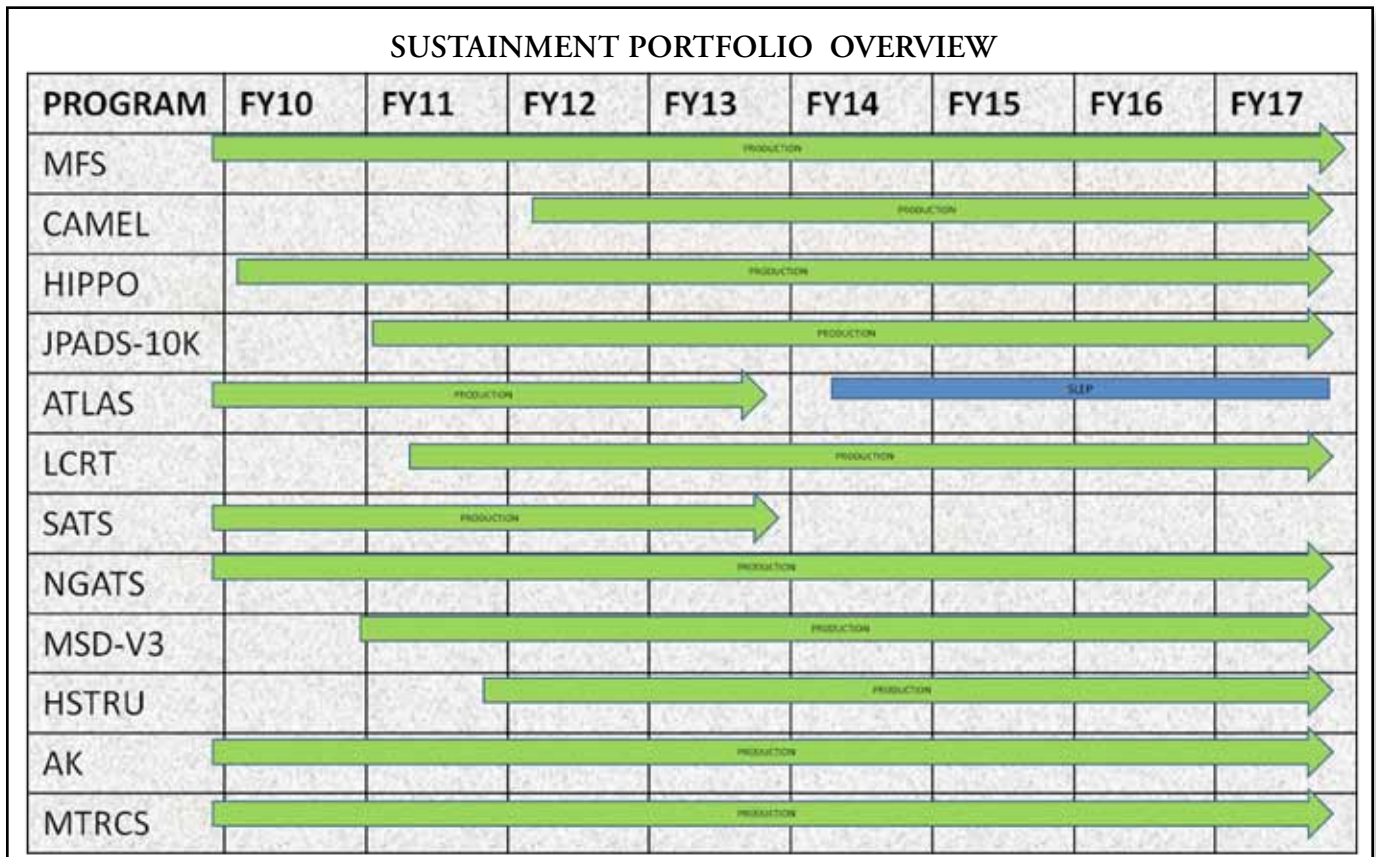 SUSTAINMENT PORTFOLIO OVERVIEW
PROGRAM FY10 FY11 FY12 FY13 FY14 FY15 FY16 FY17
MFS PRODUCTION
CAMEL PRODUCTION
HIPPO PRODUCTION
JPADS-10K PRODUCTION
ATLAS PRODUCTION SLEP
LCRT PRODUCTION
SATS PRODUCTION
NGATS PRODUCTION
MSD-V3 PRODUCTION
HSTRU PRODUCTION
AK PRODUCTION
MTRCS PRODUCTION